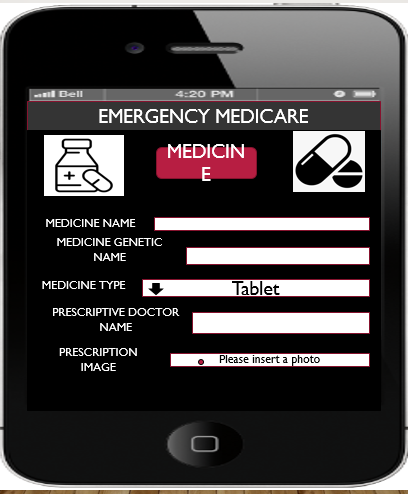 Bell 4:20 PM
EMERGENCY MEDICARE
MEDICIN
E
MEDICINE NAME
MEDICINE GENETIC
NAME
MEDICINE TYPE
Tablet
PRESCRIPTIVE DOCTOR
NAME
PRESCRIPTION
IMAGE
Please insert a photo